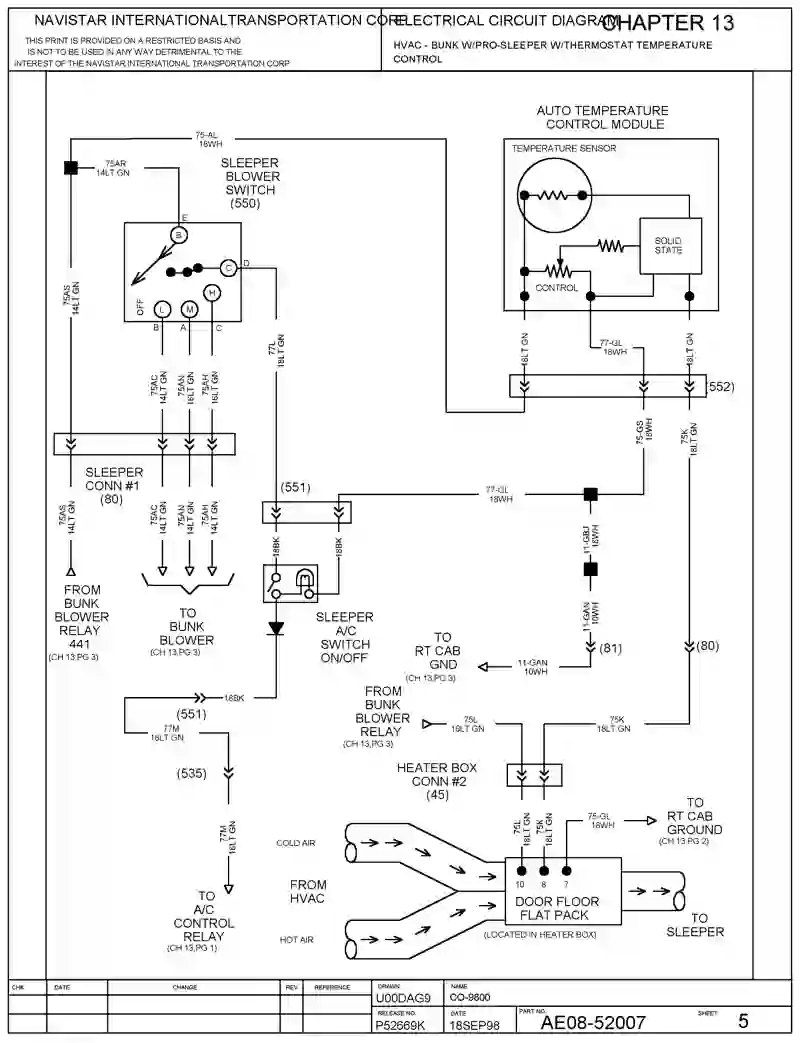 NAVISTAR INTERNATIONALTRANSPORTATION CORP.
ELECTRICAL CIRCUIT DIAGRAM
CHAPTER 13
THIS PRINT IS PROVIDED ON A RESTRICTED BASIS AND
IS NOT TO BE USED IN ANY WAY DETRIMENTAL TO THE
INTEREST OF THE NAVISTAR INTERNATIONAL TRANSPORTATION CORP
HVAC - BUNK W/PRO-SLEEPER W/THERMOSTAT TEMPERATURE
CONTROL
AUTO TEMPERATURE
CONTROL MODULE
75-AL
18WH
TEMPERATURE SENSOR
75AR
14LT GN
SLEEPER
BLOWER
SWITCH
(550)
E
B
SOLID
STATE
C
D
OFF
H
L
M
B
A
C
CONTROL
75AS
14LT GN
77L
18LT GN
18LT GN
77-GL
18WH
18LT GN
75AC
14LT GN
75AN
16LT GN
75AH
16LT GN
(552)
75-GS
18WH
75K
18LT GN
SLEEPER
CONN #1
(80)
(551)
77-GL
18WH
75AS
14LT GN
75AC
14LT GN
75AN
14LT GN
75AH
14LT GN
18BK
18BK
11-GBJ
18WH
FROM
BUNK
BLOWER
RELAY
441
(CH 13,PG 3)
TO
BUNK
BLOWER
(CH 13,PG 3)
SLEEPER
A/C
SWITCH
ON/OFF
11-GAN
10WH
TO
RT CAB
GND
(CH 13,PG 3)
11-GAN
10WH
(81)
(80)
18BK
(551)
77M
16LT GN
FROM
BUNK
BLOWER
RELAY
(CH 13,PG 3)
75L
18LT GN
75K
18LT GN
(535)
HEATER BOX
CONN #2
(45)
77M
16LT GN
75L
18LT GN
75K
18LT GN
75-GL
18WH
TO
RT CAB
GROUND
(CH 13,PG 2)
COLD AIR
FROM
HVAC
10
8
7
DOOR FLOOR
FLAT PACK
(LOCATED IN HEATER BOX)
TO
SLEEPER
TO
A/C
CONTROL
RELAY
(CH 13,PG 1)
HOT AIR
CHK
DATE
CHANGE
REV
REFERENCE
DRAWN
U00DAG9
NAME
CO-9800
RELEASE NO.
P52669K
DATE
18SEP98
PART NO.
AE08-52007
SHEET
5